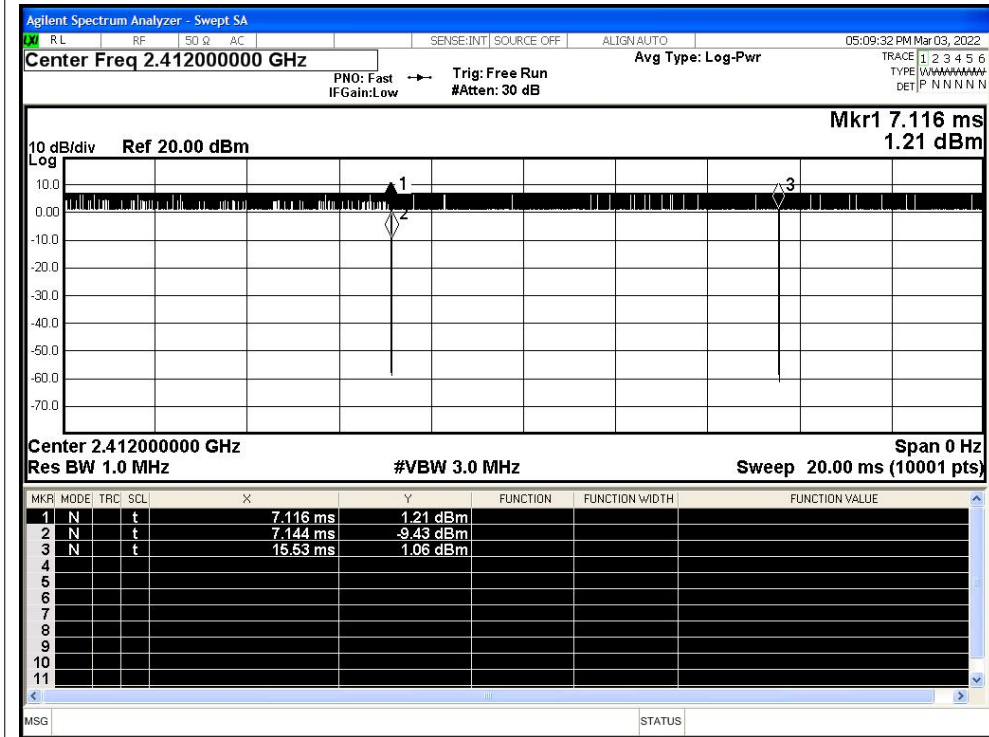 Agilent Spectrum Analyzer - Swept SA
LXI RL RF 50 Ω AC SENSE:INT SOURCE OFF ALIGN AUTO 05:09:32 PM Mar 03, 2022
Center Freq 2.412000000 GHz Avg Type: Log-Pwr TRACE 1 2 3 4 5 6
PNO: Fast Trig: Free Run TYPE WWWWWW
IFGain:Low #Atten: 30 dB DET P N N N N N
Mkr1 7.116 ms
10 dB/div Ref 20.00 dBm 1.21 dBm
Log
10.0
0.00
-10.0
-20.0
-30.0
-40.0
-50.0
-60.0
-70.0
1
2
3
Center 2.412000000 GHz Span 0 Hz
Res BW 1.0 MHz #VBW 3.0 MHz Sweep 20.00 ms (10001 pts)
MKR MODE TRC SCL X Y FUNCTION FUNCTION WIDTH FUNCTION VALUE
1 N t 7.116 ms 1.21 dBm
2 N t 7.144 ms -9.43 dBm
3 N t 15.53 ms 1.06 dBm
4
5
6
7
8
9
10
11
MSG STATUS